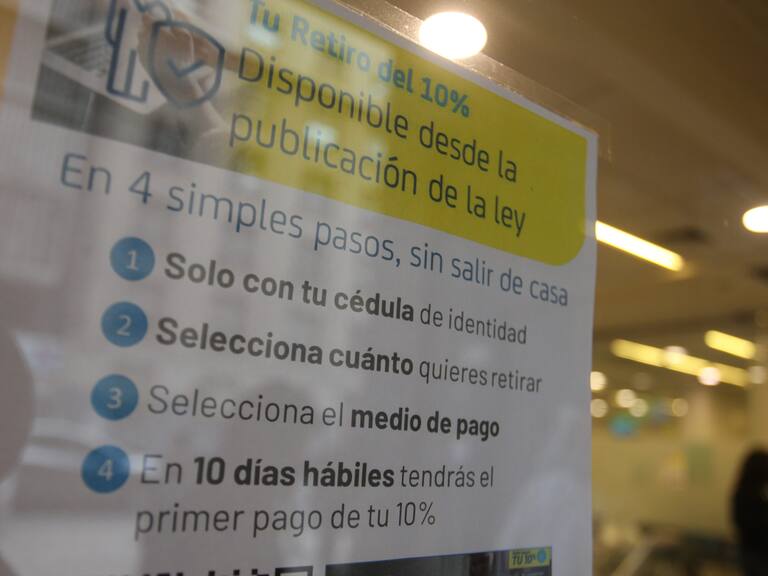 Tu Retiro del 10%
Disponible desde la
publicación de la ley
En 4 simples pasos, sin salir de casa
1 Solo con tu cédula de identidad
2 Selecciona cuánto quieres retirar
3 Selecciona el medio de pago
4 En 10 días hábiles tendrás el
primer pago de tu 10%
TU 10%